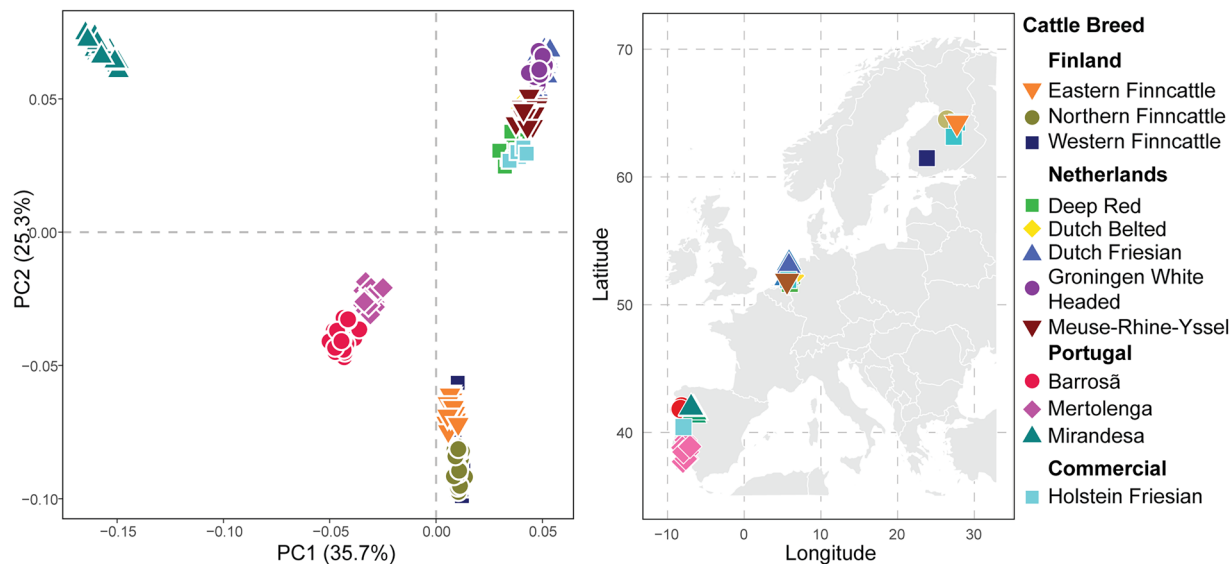 0.05
0.00
−0.05
−0.10
PC2 (25.3%)
−0.15
−0.10
−0.05
0.00
0.05
PC1 (35.7%)
70
60
50
40
Latitude
−10
0
10
20
30
Longitude
Cattle Breed
Finland
Eastern Finncattle
Northern Finncattle
Western Finncattle
Netherlands
Deep Red
Dutch Belted
Dutch Friesian
Groningen White
Headed
Meuse-Rhine-Yssel
Portugal
Barrosã
Mertolenga
Mirandesa
Commercial
Holstein Friesian